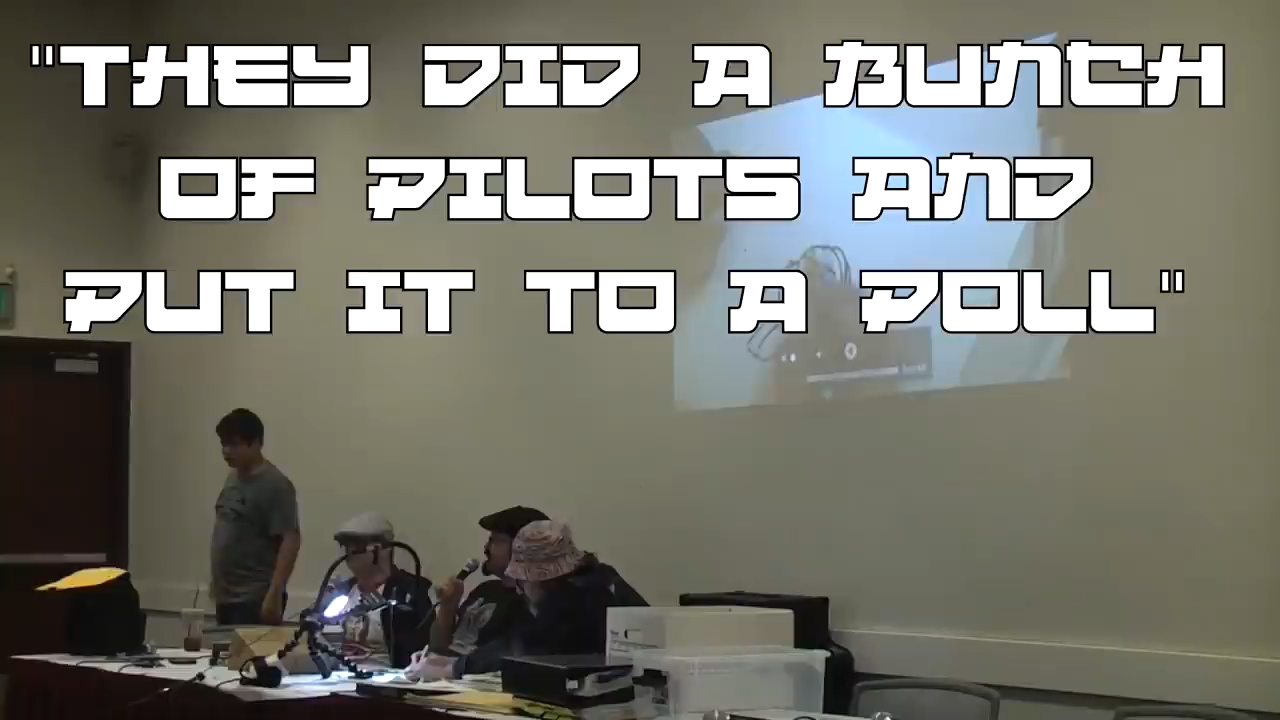 "THEY DID A BUNCH
OF PILOTS AND
PUT IT TO A POLL"